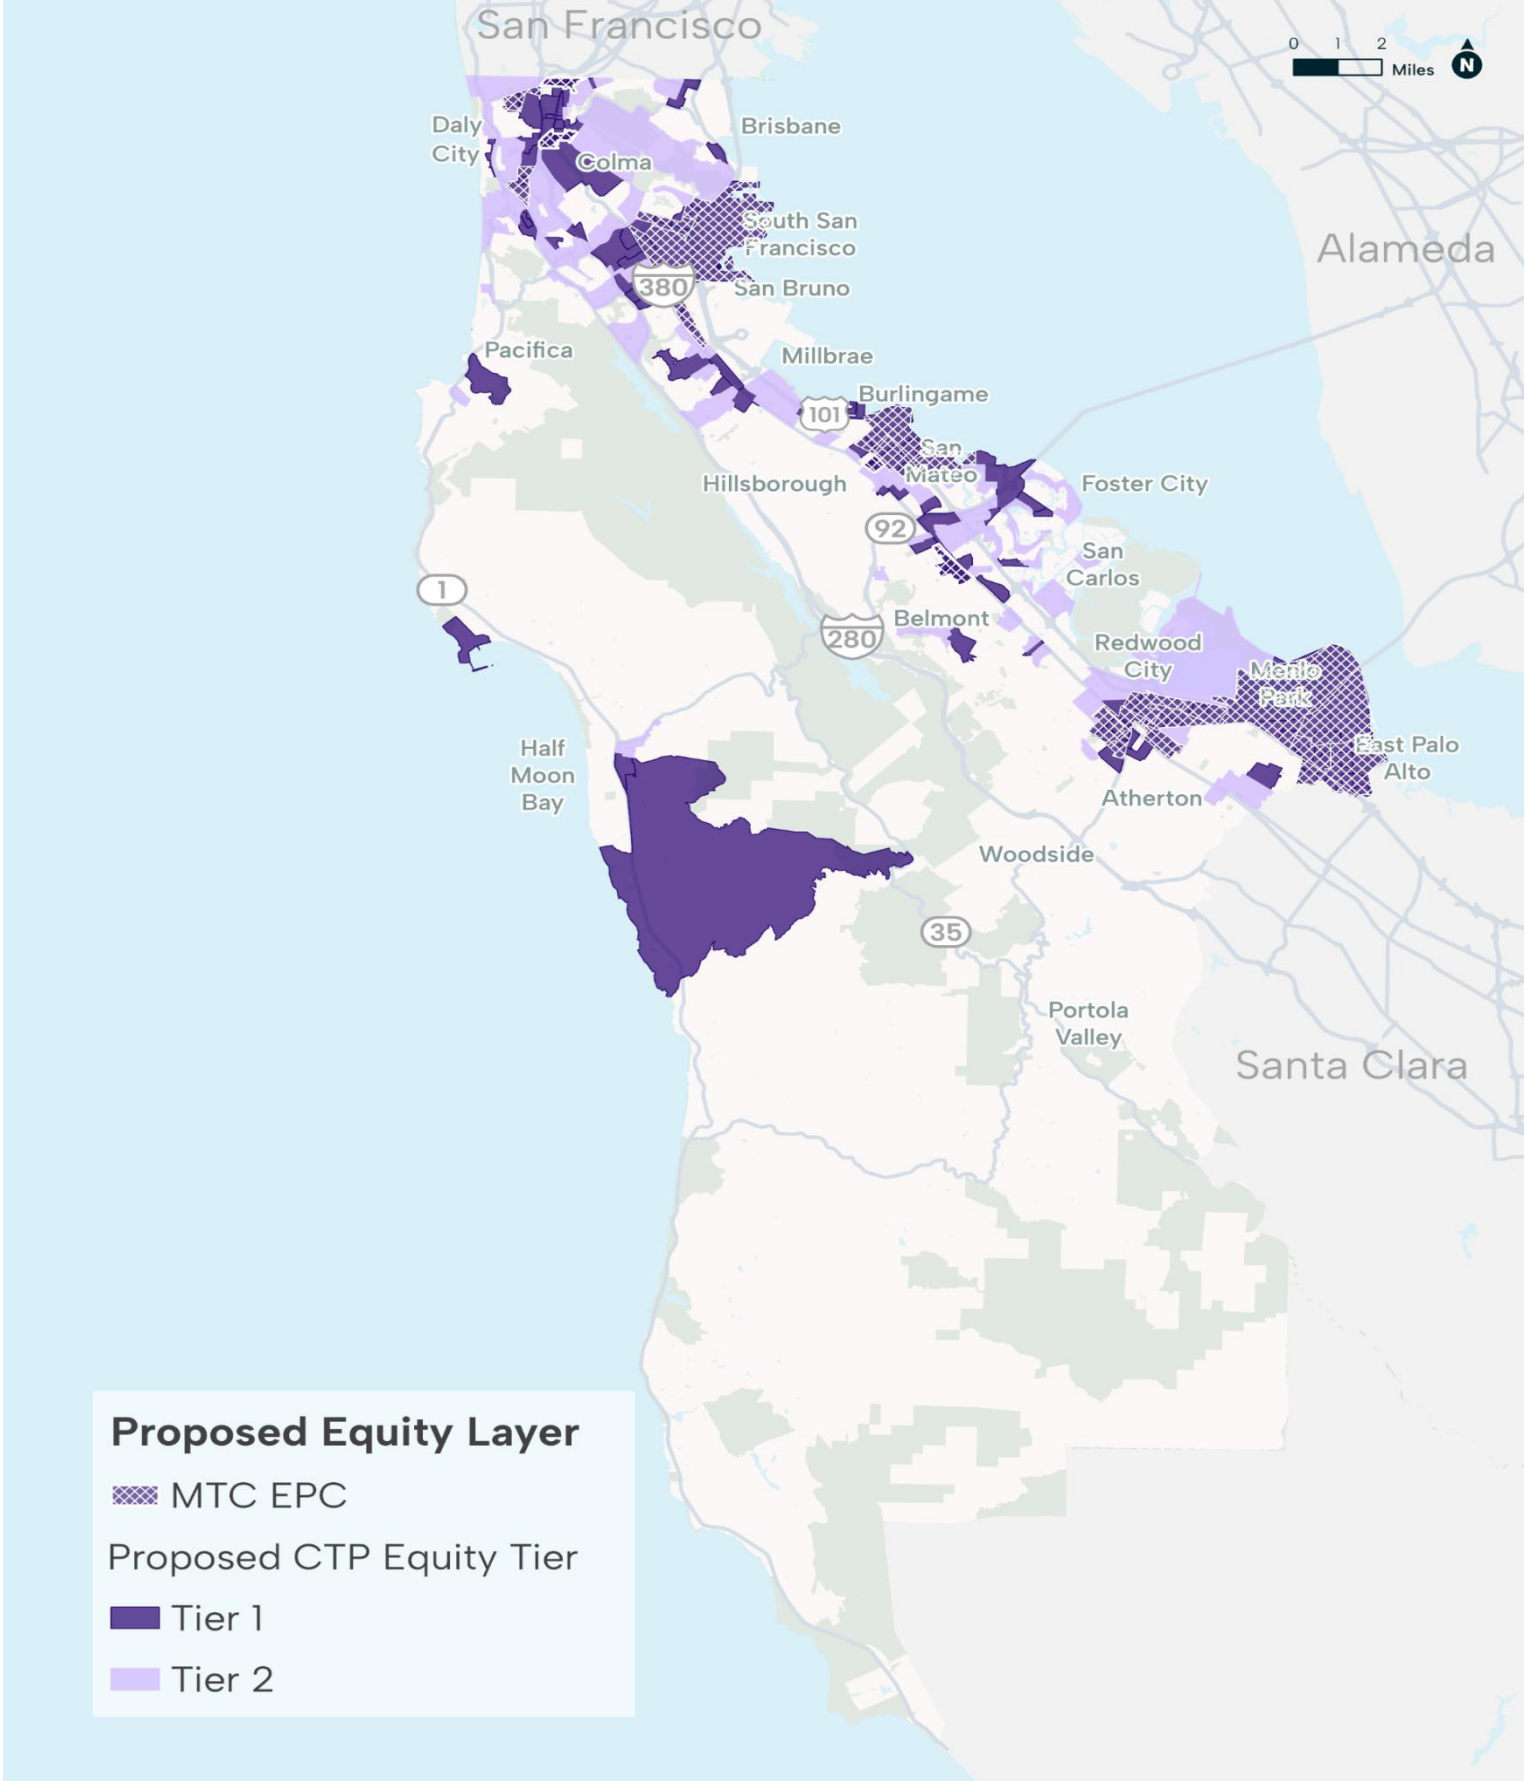 San Francisco
0 1 2
Miles
N
Daly
City
Brisbane
Colma
South San
Francisco
Alameda
380
San Bruno
Pacifica
Millbrae
Burlingame
101
San
Mateo
Hillsborough
Foster City
92
San
Carlos
1
Belmont
280
Redwood
City
Menlo
Park
Half
Moon
Bay
East Palo
Alto
Atherton
Woodside
35
Portola
Valley
Santa Clara
Proposed Equity Layer
MTC EPC
Proposed CTP Equity Tier
Tier 1
Tier 2